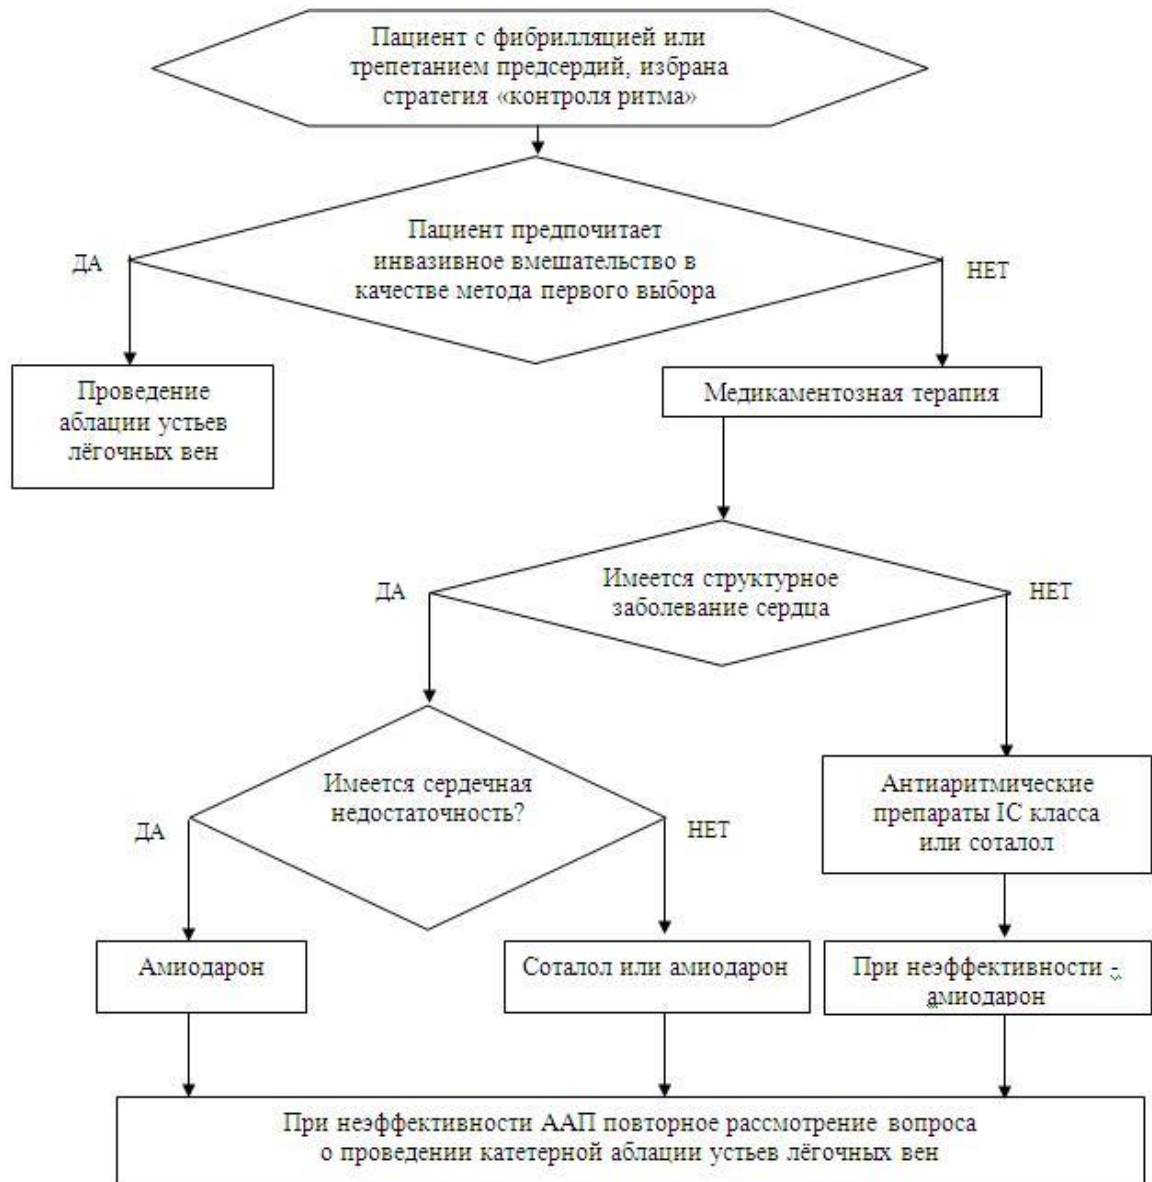 Пациент с фибрилляцией или
трепетанием предсердий, избрана
стратегия «контроля ритма»
Пациент предпочитает
инвазивное вмешательство в
качестве метода первого выбора
ДА
НЕТ
Проведение
аблации устьев
лёгочных вен
Медикаментозная терапия
Имеется структурное
заболевание сердца
ДА
НЕТ
Имеется сердечная
недостаточность?
ДА
НЕТ
Антиаритмические
препараты IC класса
или соталол
Амиодарон
Соталол или амиодарон
При неэффективности -
амиодарон
При неэффективности ААП повторное рассмотрение вопроса
о проведении катетерной аблации устьев лёгочных вен